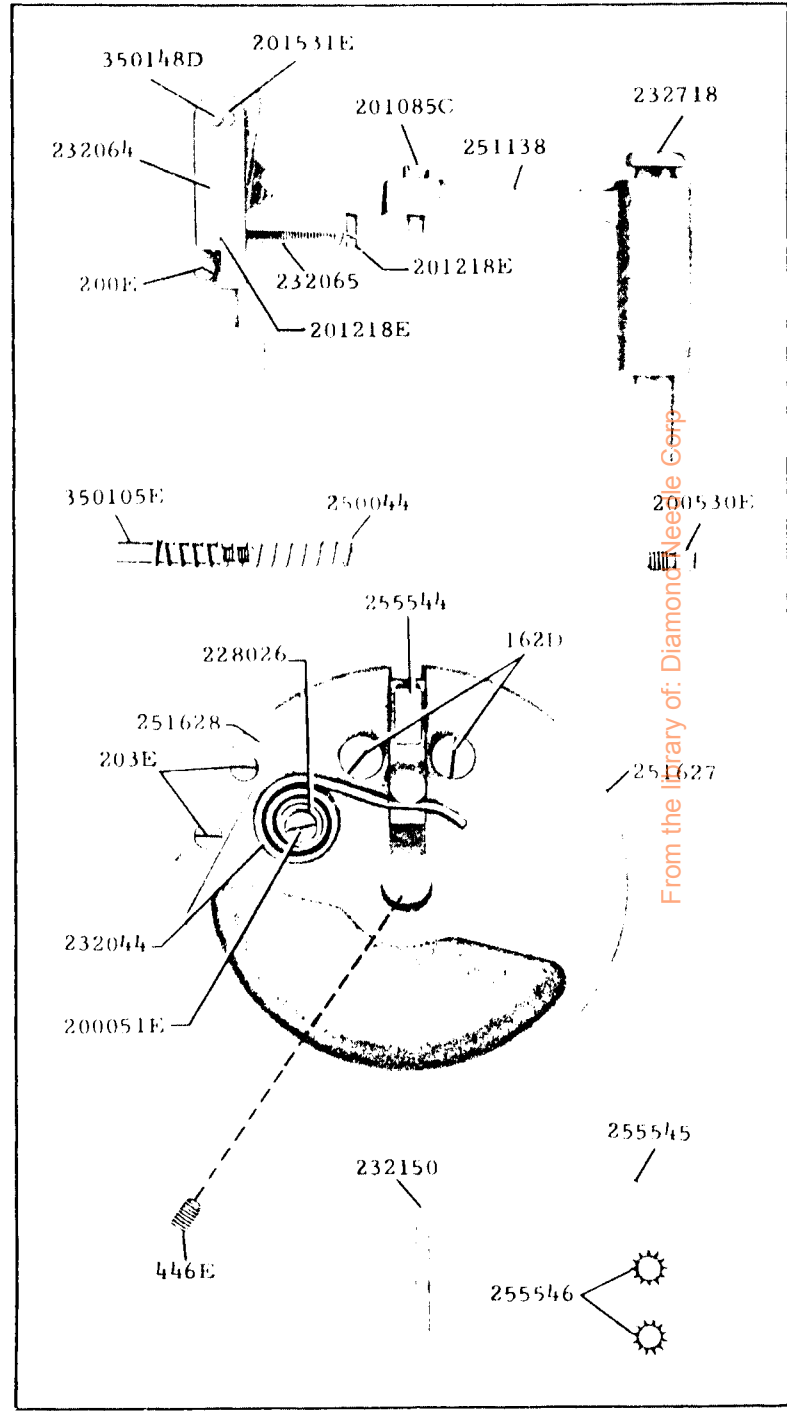 350148D
201531E
201085C
232718
232064
251138
200E
232065
201218E
201218E
350105E
250044
200530E
255544
228026
162D
251628
203E
251627
232044
200051E
255545
232150
446E
255546
From the library of: Diamond Needle Corp